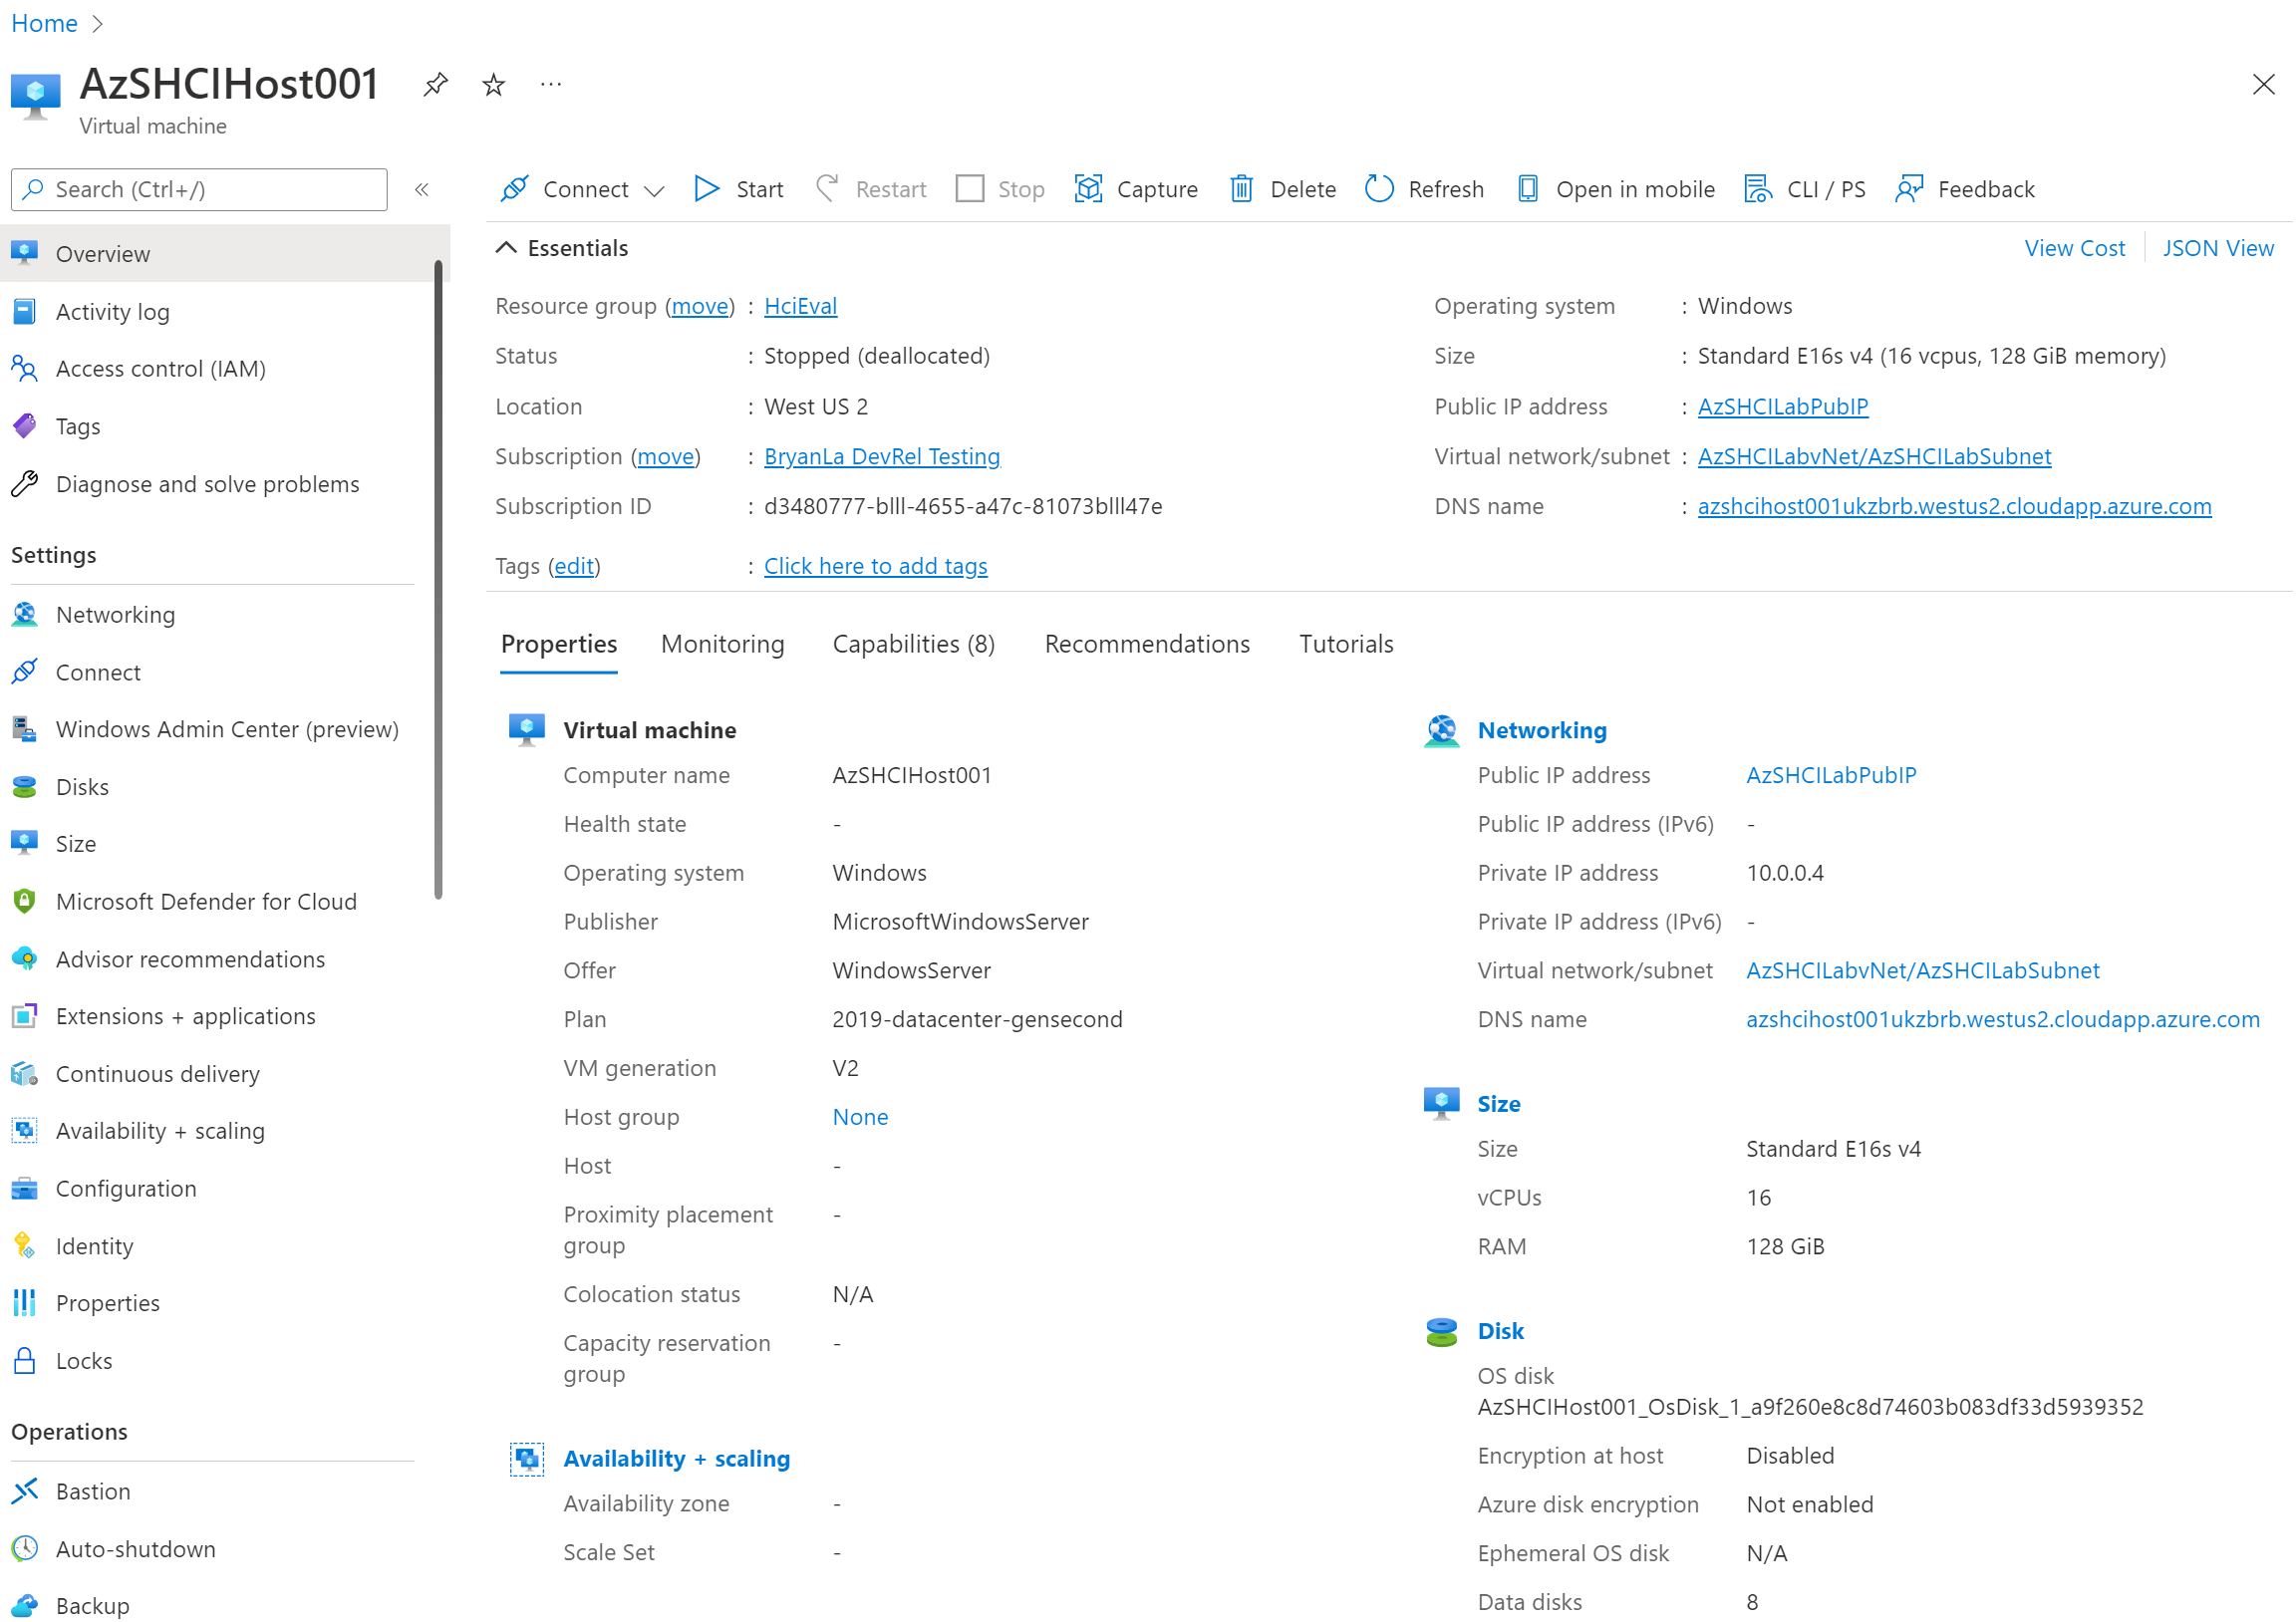 Home
AzSHCIHost001
Virtual machine
Search (Ctrl+/)
Overview
Activity log
Access control (IAM)
Tags
Diagnose and solve problems
Settings
Networking
Connect
Windows Admin Center (preview)
Disks
Size
Microsoft Defender for Cloud
Advisor recommendations
Extensions + applications
Continuous delivery
Availability + scaling
Configuration
Identity
Properties
Locks
Operations
Bastion
Auto-shutdown
Backup
Connect Start Restart Stop Capture Delete Refresh Open in mobile CLI / PS Feedback
Essentials
View Cost JSON View
Resource group (move) : HciEval
Status : Stopped (deallocated)
Location : West US 2
Subscription (move) : BryanLa DevRel Testing
Subscription ID : d3480777-blll-4655-a47c-81073blll47e
Tags (edit) : Click here to add tags
Operating system : Windows
Size : Standard E16s v4 (16 vcpus, 128 GiB memory)
Public IP address : AzSHCILabPubIP
Virtual network/subnet : AzSHCILabvNet/AzSHCILabSubnet
DNS name : azshcihost001ukzbrb.westus2.cloudapp.azure.com
Properties Monitoring Capabilities (8) Recommendations Tutorials
Virtual machine
Computer name AzSHCIHost001
Health state -
Operating system Windows
Publisher MicrosoftWindowsServer
Offer WindowsServer
Plan 2019-datacenter-gensecond
VM generation V2
Host group None
Host -
Proximity placement -
group
Colocation status N/A
Capacity reservation -
group
Availability + scaling
Availability zone -
Scale Set -
Networking
Public IP address AzSHCILabPubIP
Public IP address (IPv6) -
Private IP address 10.0.0.4
Private IP address (IPv6) -
Virtual network/subnet AzSHCILabvNet/AzSHCILabSubnet
DNS name azshcihost001ukzbrb.westus2.cloudapp.azure.com
Size
Size Standard E16s v4
vCPUs 16
RAM 128 GiB
Disk
OS disk
AzSHCIHost001_OsDisk_1_a9f260e8c8d74603b083df33d5939352
Encryption at host Disabled
Azure disk encryption Not enabled
Ephemeral OS disk N/A
Data disks 8